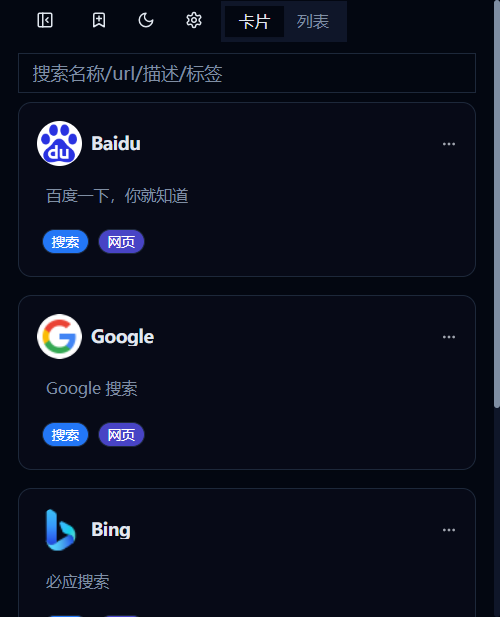 卡片 列表
搜索名称/url/描述/标签
du Baidu
百度一下，你就知道
搜索 网页
Google
Google 搜索
搜索 网页
Bing
必应搜索